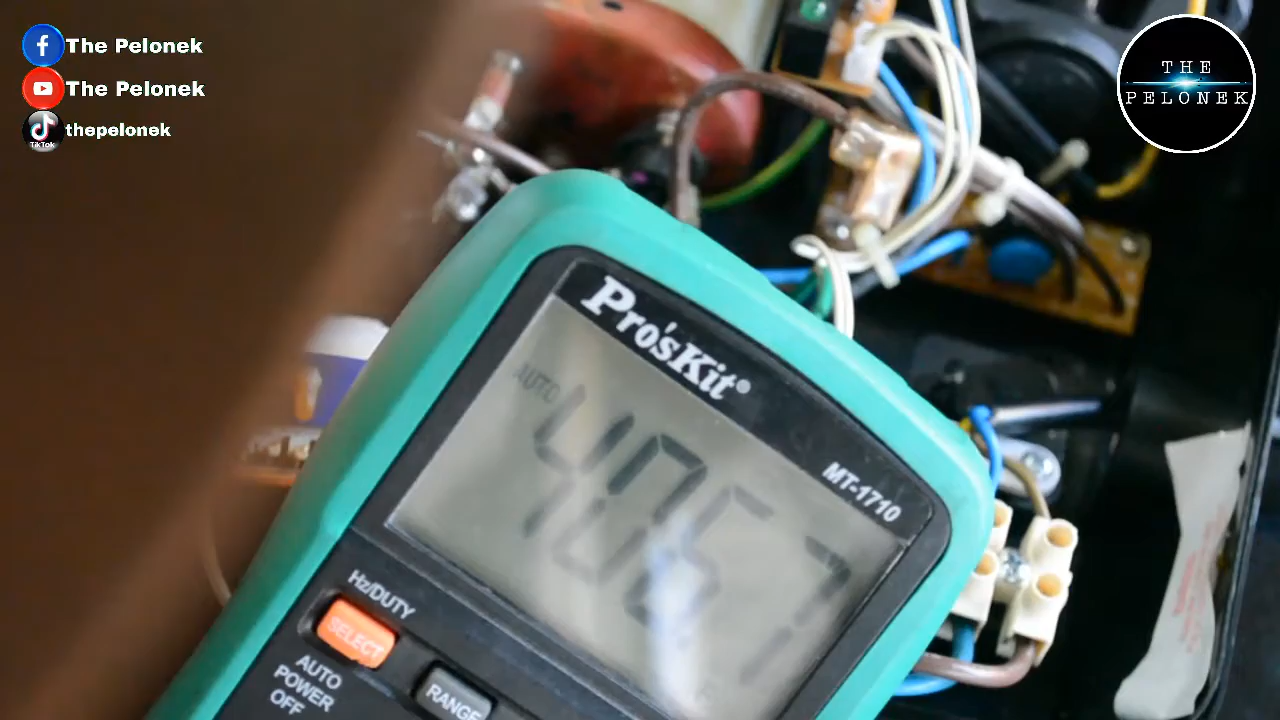 The Pelonek
The Pelonek
thepelonek
TikTok
THE
PELONEK
Pro'sKit®
MT-1710
AUTO
Hz/DUTY
SELECT
AUTO
POWER
OFF
RANGE